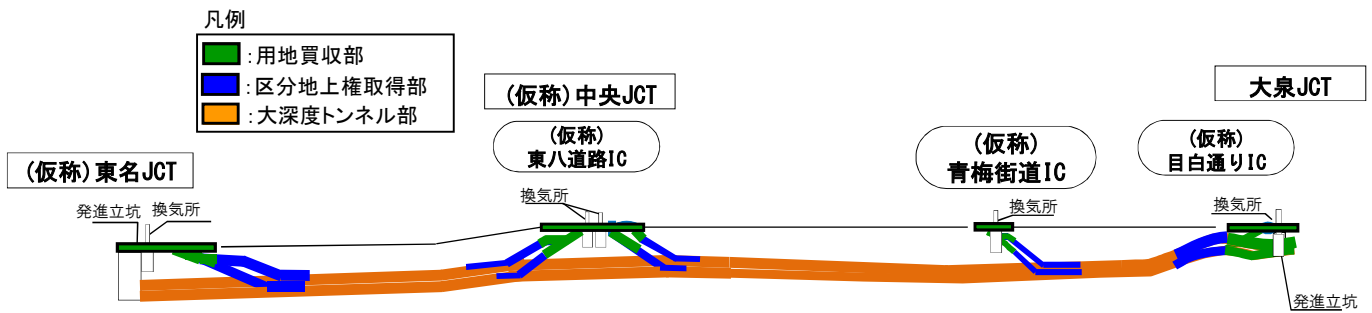 凡例
：用地買収部
：区分地上権取得部
：大深度トンネル部
(仮称)東名JCT
発進立坑
換気所
(仮称)中央JCT
(仮称)
東八道路IC
換気所
(仮称)
青梅街道IC
換気所
大泉JCT
(仮称)
目白通りIC
換気所
発進立坑